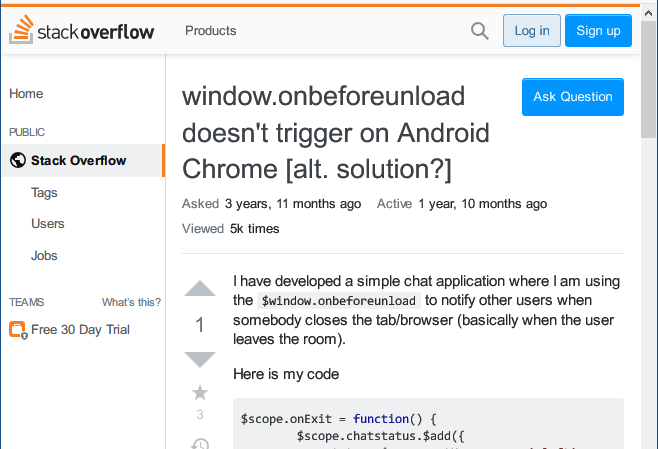 stackoverflow
Products
Log in
Sign up
Home
PUBLIC
Stack Overflow
Tags
Users
Jobs
TEAMS What's this?
Free 30 Day Trial
window.onbeforeunload
doesn't trigger on Android
Chrome [alt. solution?]
Ask Question
Asked 3 years, 11 months ago Active 1 year, 10 months ago
Viewed 5k times
1
3
I have developed a simple chat application where I am using
the $window.onbeforeunload to notify other users when
somebody closes the tab/browser (basically when the user
leaves the room).
Here is my code
$scope.onExit = function() {
$scope.chatstatus.$add({